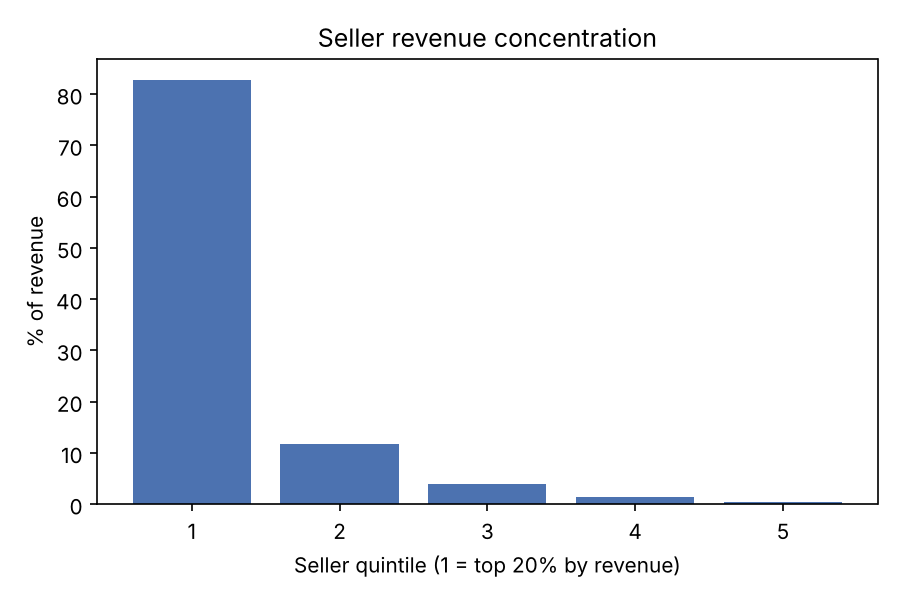 Seller revenue concentration
% of revenue
80
70
60
50
40
30
20
10
0
1 2 3 4 5
Seller quintile (1 = top 20% by revenue)